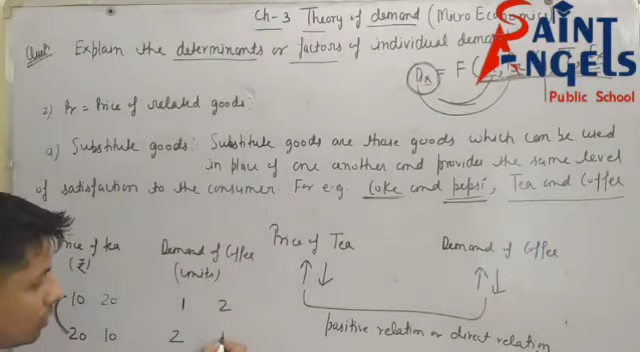 Ch-3 Theory of demand (Micro Economics)
SAINT ANGELS
Public School
Ques: Explain the determinants or factors of individual demand
Dx = F (
2) Pr = Price of related goods:
a) Substitute goods: Substitute goods are those goods which can be used
in place of one another and provides the same level
of satisfaction to the consumer. For e.g. Coke and pepsi, Tea and Coffee
Price of tea Demand of Coffee Price of Tea Demand of Coffee
(₹) (Units)
10 20 1 2
20 10 2
positive relation or direct relation